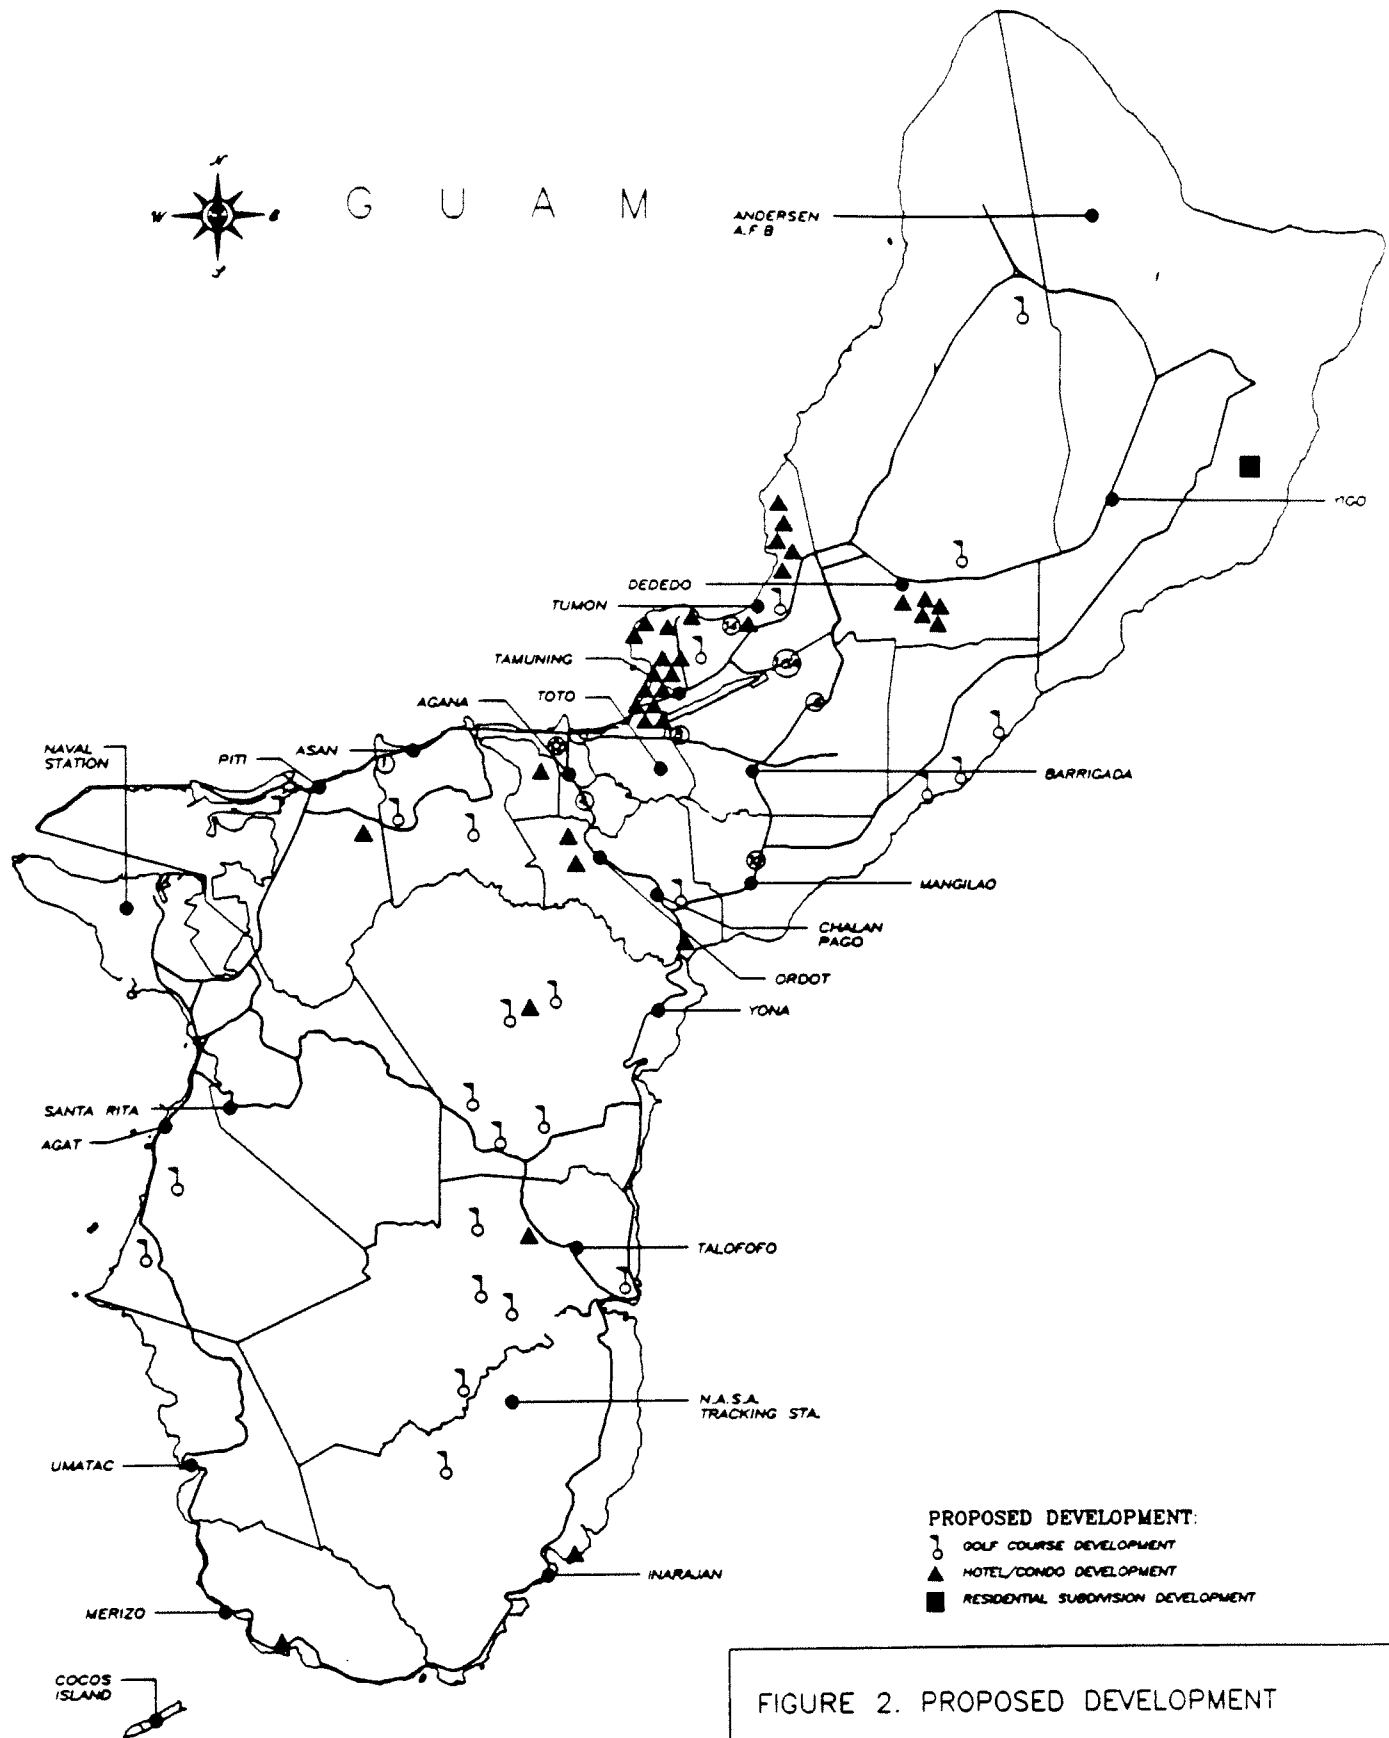 N
W
S
G U A M
ANDERSEN
A.F.B
DEDEDO
TUMON
TAMUNING
AGANA
TOTO
NAVAL
STATION
PITI
ASAN
1
4
BARRIGADA
MANGILAO
CHALAN
PAGO
ORDOT
YONA
SANTA RITA
AGAT
TALOFOFO
N.A.S.A.
TRACKING STA.
UMATAC
INARAJAN
MERIZO
COCOS
ISLAND
PROPOSED DEVELOPMENT:
GOLF COURSE DEVELOPMENT
HOTEL/CONDO DEVELOPMENT
RESIDENTIAL SUBDIVISION DEVELOPMENT
FIGURE 2. PROPOSED DEVELOPMENT